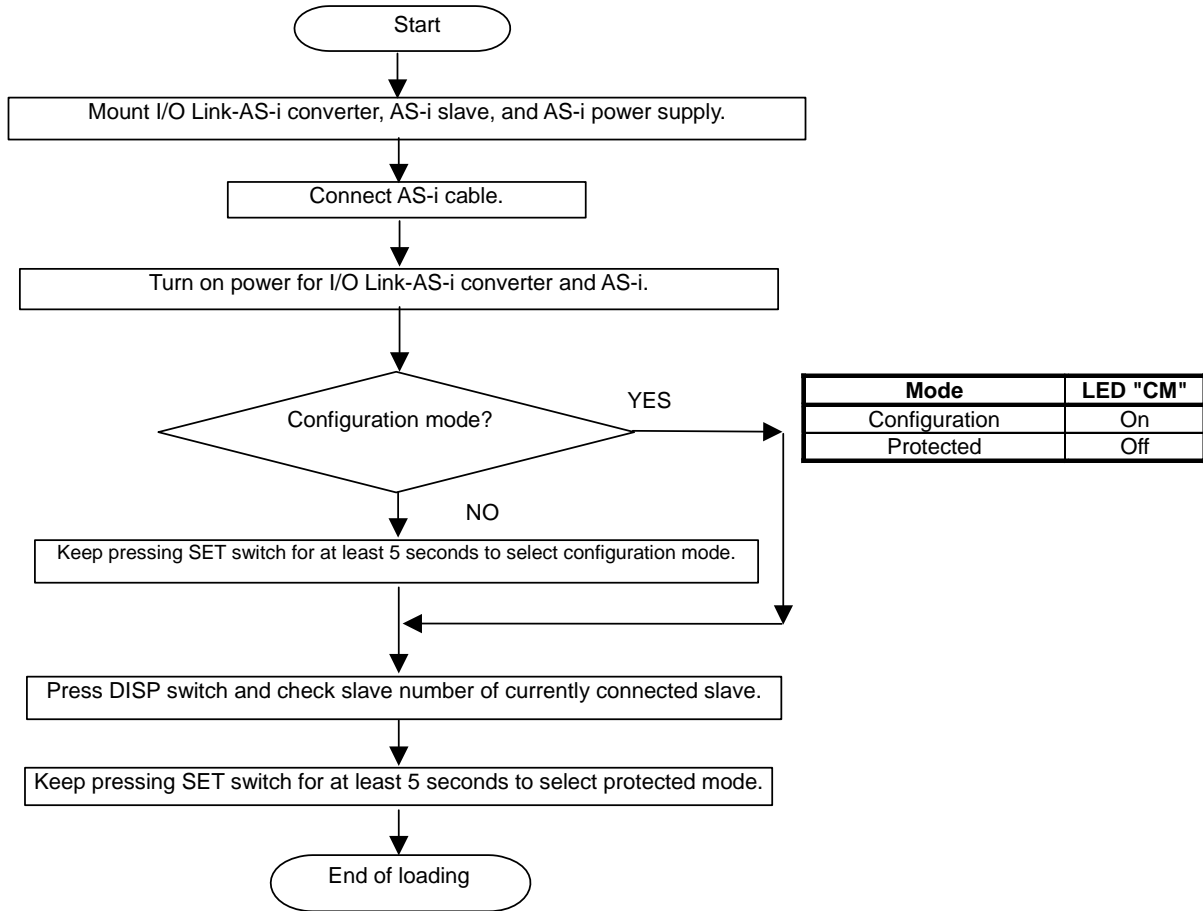 Start
Mount I/O Link-AS-i converter, AS-i slave, and AS-i power supply.
Connect AS-i cable.
Turn on power for I/O Link-AS-i converter and AS-i.
Configuration mode?
YES
Mode LED "CM"
Configuration On
Protected Off
NO
Keep pressing SET switch for at least 5 seconds to select configuration mode.
Press DISP switch and check slave number of currently connected slave.
Keep pressing SET switch for at least 5 seconds to select protected mode.
End of loading